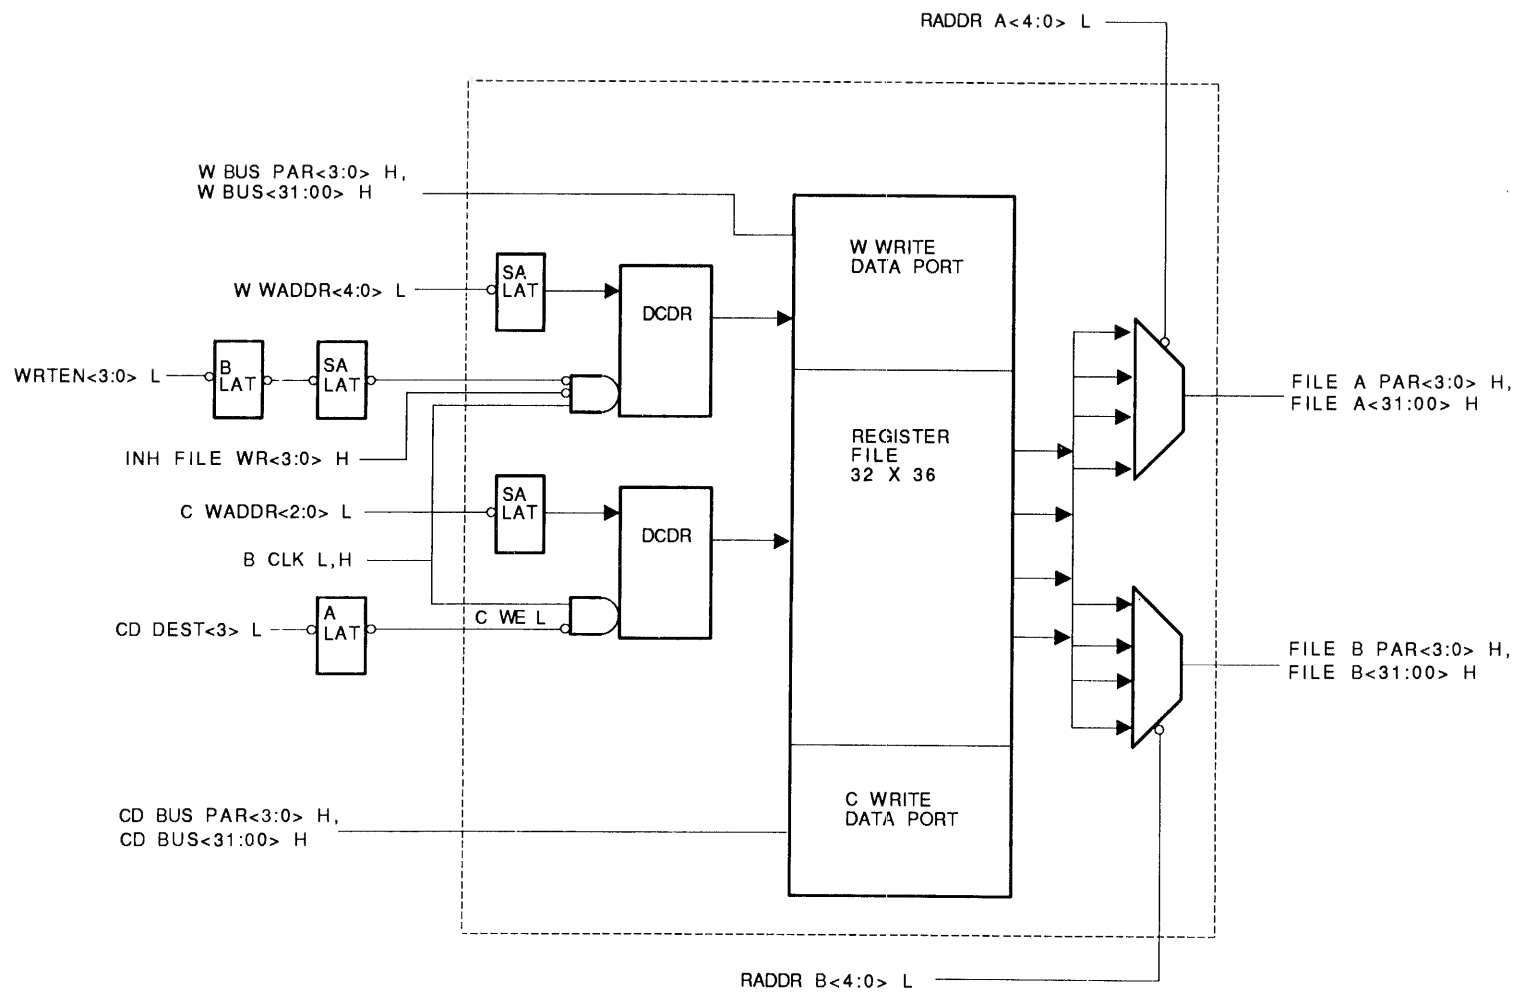 RADDR A<4:0> L
W BUS PAR<3:0> H,
W BUS<31:00> H
W WRITE
DATA PORT
SA
LAT
W WADDR<4:0> L
DCDR
B
LAT
SA
LAT
WRTEN<3:0> L
FILE A PAR<3:0> H,
FILE A<31:00> H
REGISTER
FILE
32 X 36
INH FILE WR<3:0> H
SA
LAT
C WADDR<2:0> L
DCDR
B CLK L,H
A
LAT
C WE L
CD DEST<3> L
FILE B PAR<3:0> H,
FILE B<31:00> H
C WRITE
DATA PORT
CD BUS PAR<3:0> H,
CD BUS<31:00> H
RADDR B<4:0> L